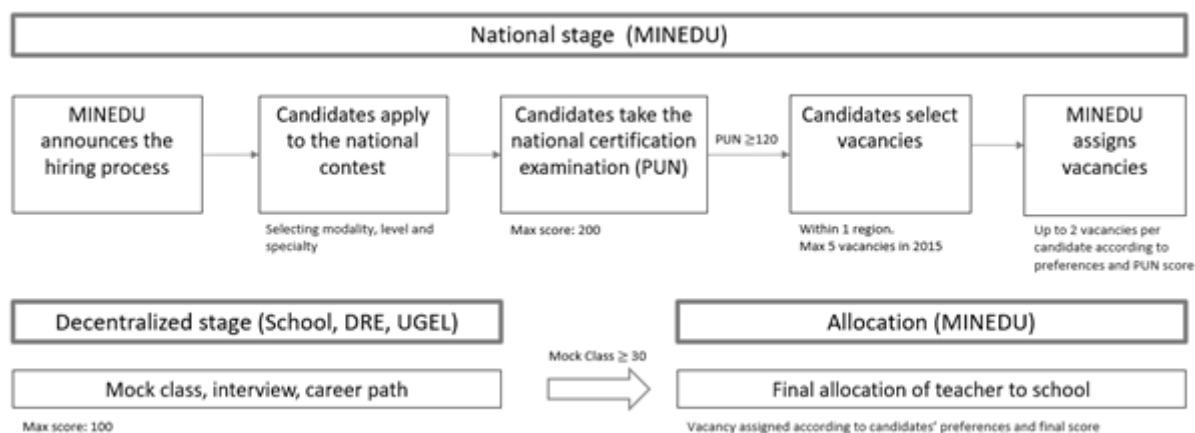 National stage (MINEDU)
MINEDU
announces the
hiring process
Candidates apply
to the national
contest
Selecting modality, level and
specialty
Candidates take the
national certification
examination (PUN)
Max score: 200
PUN ≥120
Candidates select
vacancies
Within 1 region.
Max 5 vacancies in 2015
MINEDU
assigns
vacancies
Up to 2 vacancies per
candidate according to
preferences and PUN score
Decentralized stage (School, DRE, UGEL)
Mock class, interview, career path
Max score: 100
Mock Class ≥ 30
Allocation (MINEDU)
Final allocation of teacher to school
Vacancy assigned according to candidates' preferences and final score